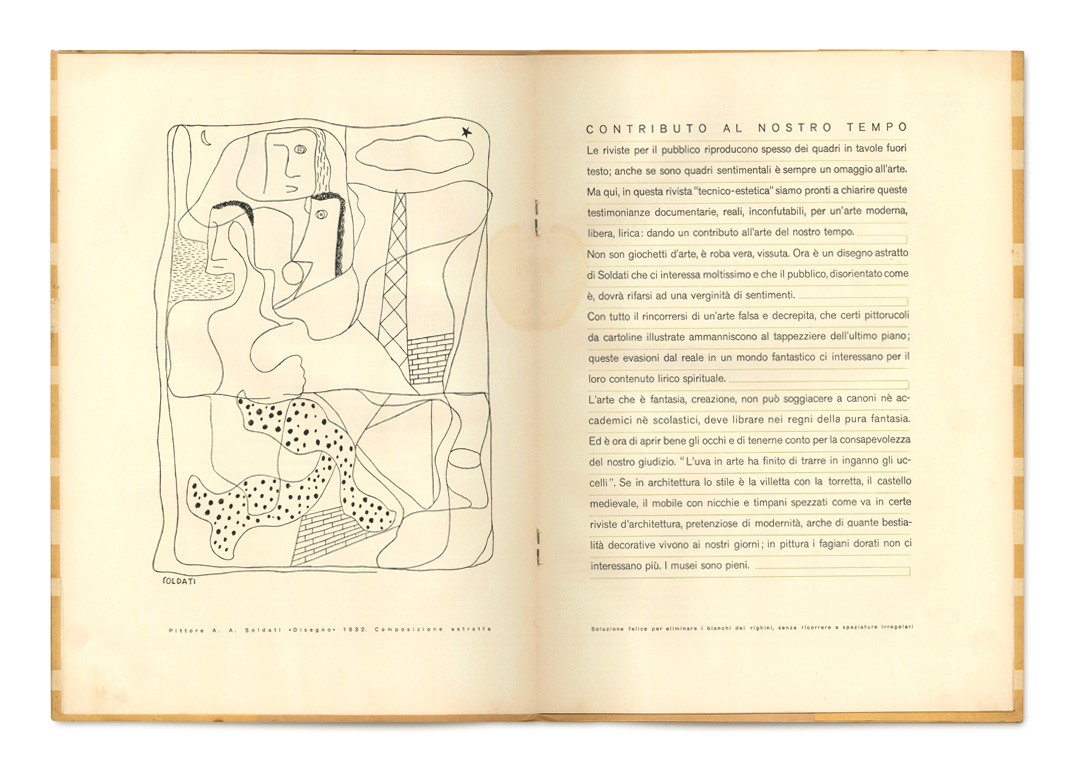 SOLDATI
Pittore A. A. Soldati «Disegno» 1932. Composizione astratta
CONTRIBUTO AL NOSTRO TEMPO
Le riviste per il pubblico riproducono spesso dei quadri in tavole fuori
testo; anche se sono quadri sentimentali è sempre un omaggio all'arte.
Ma qui, in questa rivista "tecnico-estetica" siamo pronti a chiarire queste
testimonianze documentarie, reali, inconfutabili, per un'arte moderna,
libera, lirica: dando un contributo all'arte del nostro tempo.
Non son giochetti d'arte, è roba vera, vissuta. Ora è un disegno astratto
di Soldati che ci interessa moltissimo e che il pubblico, disorientato come
è, dovrà rifarsi ad una verginità di sentimenti.
Con tutto il rincorrersi di un'arte falsa e decrepita, che certi pittorucoli
da cartoline illustrate ammanniscono al tappezziere dell'ultimo piano;
queste evasioni dal reale in un mondo fantastico ci interessano per il
loro contenuto lirico spirituale.
L'arte che è fantasia, creazione, non può soggiacere a canoni nè ac-
cademici nè scolastici, deve librare nei regni della pura fantasia.
Ed è ora di aprir bene gli occhi e di tenerne conto per la consapevolezza
del nostro giudizio. "L'uva in arte ha finito di trarre in inganno gli uc-
celli". Se in architettura lo stile è la villetta con la torretta, il castello
medievale, il mobile con nicchie e timpani spezzati come va in certe
riviste d'architettura, pretenziose di modernità, arche di quante bestia-
lità decorative vivono ai nostri giorni; in pittura i fagiani dorati non ci
interessano più. I musei sono pieni.
Soluzione felice per eliminare i bianchi dei righini, senza ricorrere a spaziature irregolari